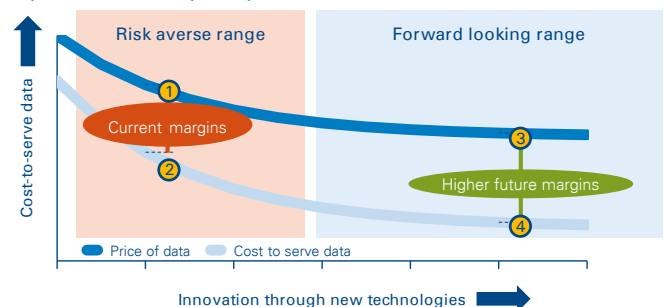 Risk averse range
Forward looking range
Cost-to-serve data
1
Current margins
2
3
Higher future margins
4
Price of data
Cost to serve data
Innovation through new technologies